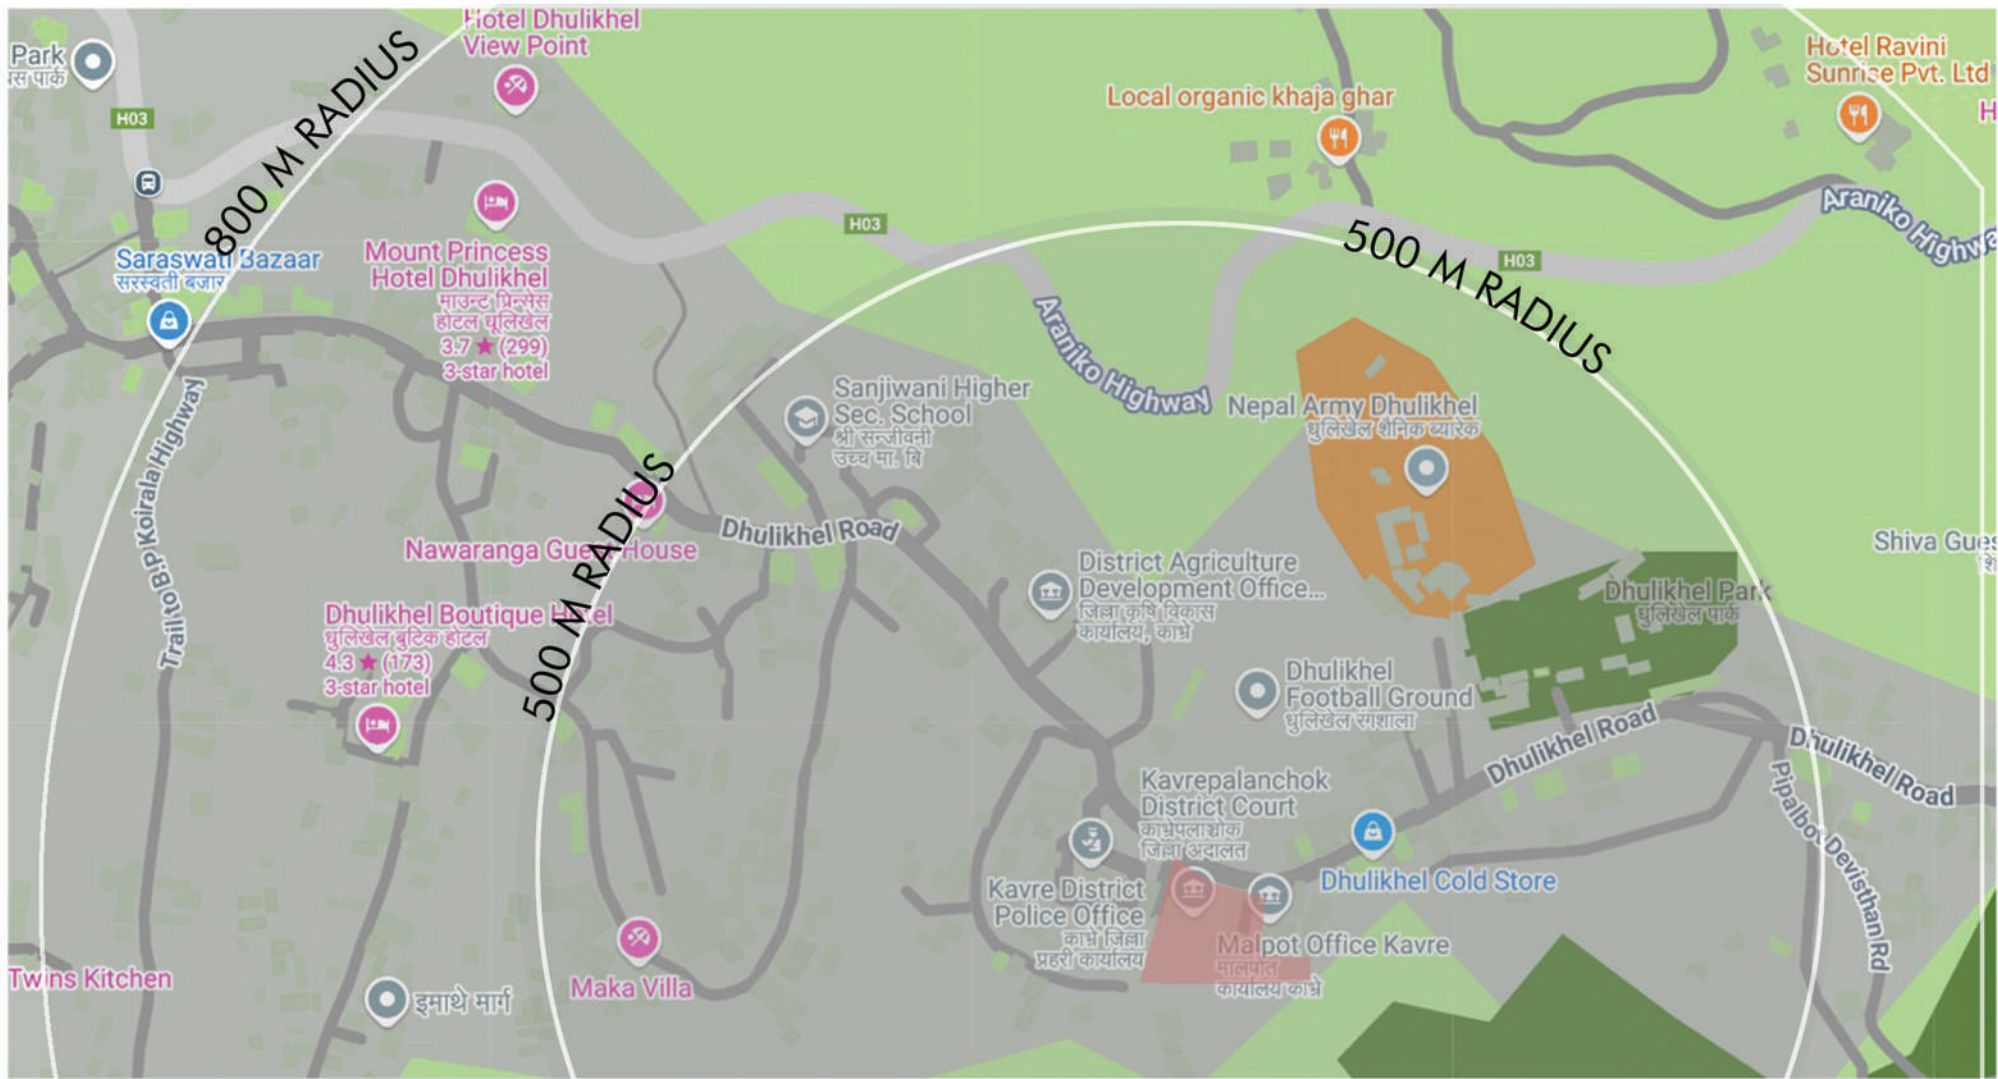 Hotel Dhulikhel
View Point
Park
पार्क
H03
800 M RADIUS
Hotel Ravini
Sunrise Pvt. Ltd
Local organic khaja ghar
Saraswati Bazaar
सरस्वती बजार
Mount Princess
Hotel Dhulikhel
माउन्ट प्रिन्सेस
होटल धूलिखेल
3.7 ★ (299)
3-star hotel
H03
500 M RADIUS
H03
Araniko Highway
Trail to B.P Koirala Highway
Sanjiwani Higher
Sec. School
श्री सन्जीवनी
उच्च मा. बि
Araniko Highway
Nepal Army Dhulikhel
धुलिखेल शैनिक ब्यारेक
500 M RADIUS
Nawaranga Guest House
Dhulikhel Road
Shiva Gues
District Agriculture
Development Office...
जिल्ला कृषि विकास
कार्यालय, काभ्रे
Dhulikhel Park
धुलिखेल पार्क
Dhulikhel Boutique Hotel
धुलिखेल बुटिक होटल
4.3 ★ (173)
3-star hotel
Dhulikhel
Football Ground
धुलिखेल रंगशाला
Dhulikhel Road
Dhulikhel Road
Kavrepalanchok
District Court
काभ्रेपलाञ्चोक
जिल्ला अदालत
Pipalbot Devisthan Rd
Dhulikhel Cold Store
Kavre District
Police Office
काभ्रे जिल्ला
प्रहरी कार्यालय
Malpot Office Kavre
मालपोत
कार्यालय काभ्रे
Twins Kitchen
इमाथे मार्ग
Maka Villa